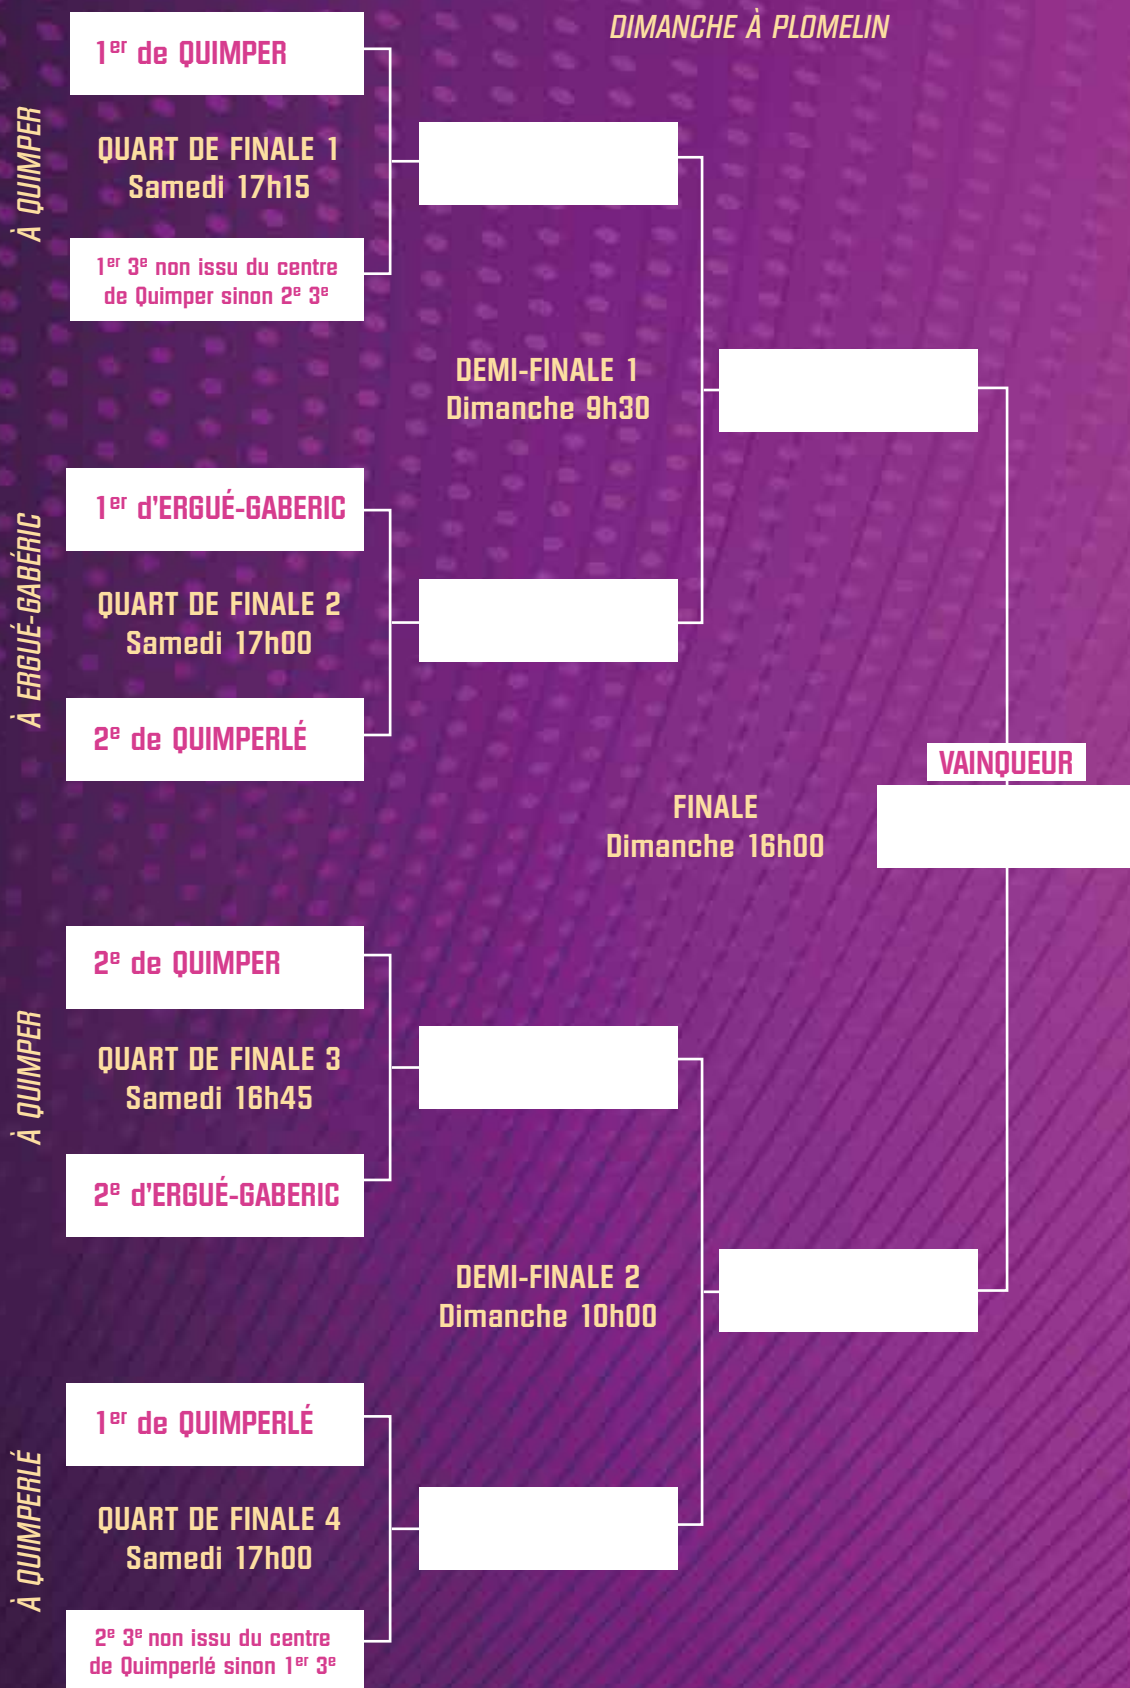 DIMANCHE À PLOMELIN
À QUIMPER
1er de QUIMPER
QUART DE FINALE 1
Samedi 17h15
1er 3e non issu du centre
de Quimper sinon 2e 3e
DEMI-FINALE 1
Dimanche 9h30
À ERGUÉ-GABÉRIC
1er d'ERGUÉ-GABERIC
QUART DE FINALE 2
Samedi 17h00
2e de QUIMPERLÉ
VAINQUEUR
FINALE
Dimanche 16h00
À QUIMPER
2e de QUIMPER
QUART DE FINALE 3
Samedi 16h45
2e d'ERGUÉ-GABERIC
DEMI-FINALE 2
Dimanche 10h00
À QUIMPERLÉ
1er de QUIMPERLÉ
QUART DE FINALE 4
Samedi 17h00
2e 3e non issu du centre
de Quimperlé sinon 1er 3e